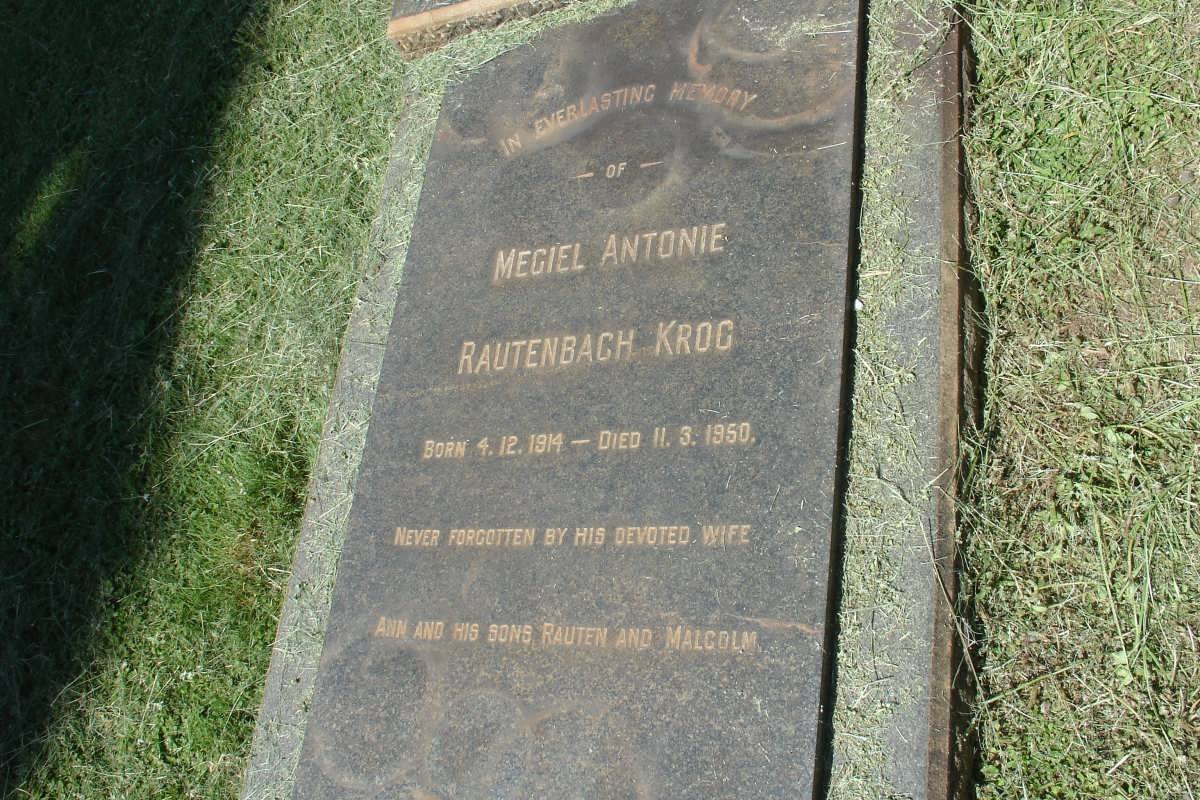 IN EVERLASTING MEMORY
— OF —
MEGIEL ANTONIE
RAUTENBACH KROG
BORN 4.12.1914 — DIED 11.3.1950.
NEVER FORGOTTEN BY HIS DEVOTED WIFE
ANN AND HIS SONS RAUTEN AND MALCOLM.